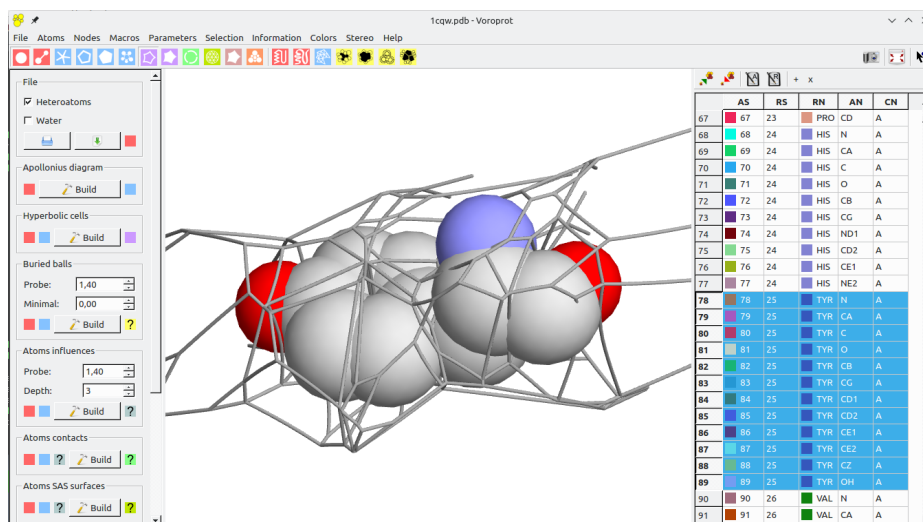 1cqw.pdb - Voroprot
File Atoms Nodes Macros Parameters Selection Information Colors Stereo Help
File
Heteroatoms
Water
Apollonius diagram
Build
Hyperbolic cells
Build
Buried balls
Probe: 1,40
Minimal: 0,00
Build ?
Atoms influences
Probe: 1,40
Depth: 3
Build ?
Atoms contacts
? Build ?
Atoms SAS surfaces
? Build ?
+ x
AS RS RN AN CN
67 67 23 PRO CD A
68 68 24 HIS N A
69 69 24 HIS CA A
70 70 24 HIS C A
71 71 24 HIS O A
72 72 24 HIS CB A
73 73 24 HIS CG A
74 74 24 HIS ND1 A
75 75 24 HIS CD2 A
76 76 24 HIS CE1 A
77 77 24 HIS NE2 A
78 78 25 TYR N A
79 79 25 TYR CA A
80 80 25 TYR C A
81 81 25 TYR O A
82 82 25 TYR CB A
83 83 25 TYR CG A
84 84 25 TYR CD1 A
85 85 25 TYR CD2 A
86 86 25 TYR CE1 A
87 87 25 TYR CE2 A
88 88 25 TYR CZ A
89 89 25 TYR OH A
90 90 26 VAL N A
91 91 26 VAL CA A